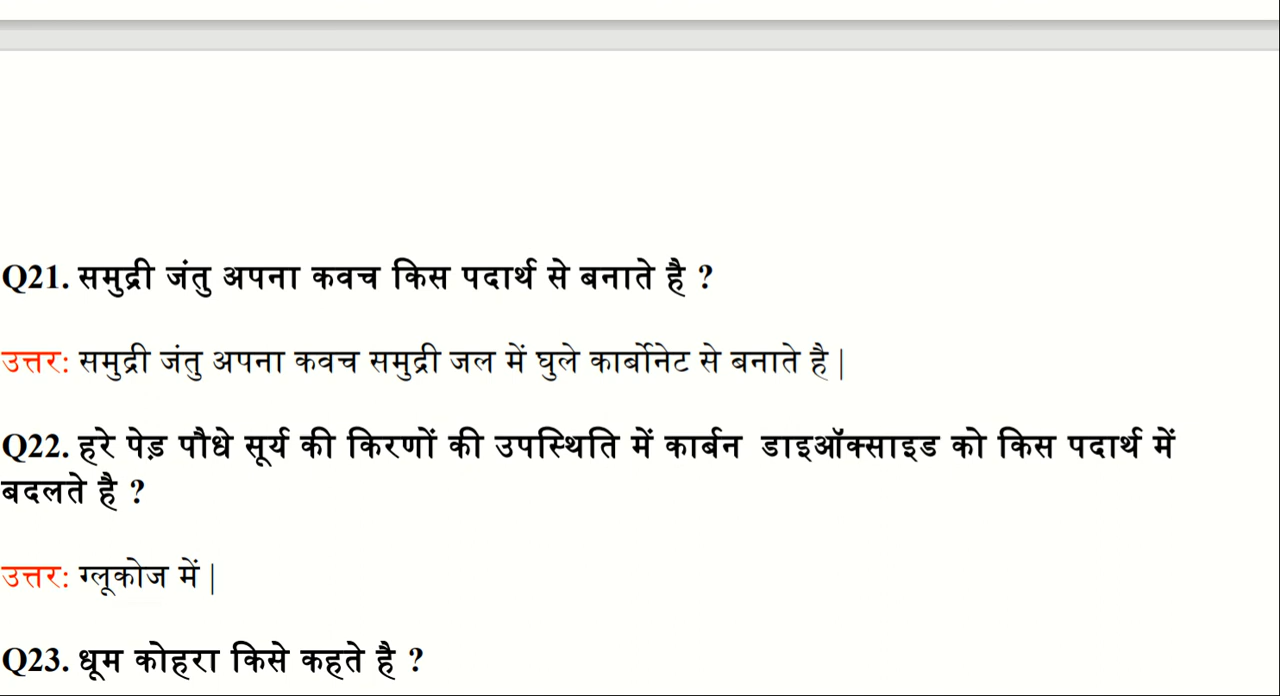 Q21. समुद्री जंतु अपना कवच किस पदार्थ से बनाते है ?
उत्तर: समुद्री जंतु अपना कवच समुद्री जल में घुले कार्बोनेट से बनाते है |
Q22. हरे पेड़ पौधे सूर्य की किरणों की उपस्थिति में कार्बन डाइऑक्साइड को किस पदार्थ में
बदलते है ?
उत्तर: ग्लूकोज में |
Q23. धूम कोहरा किसे कहते है ?